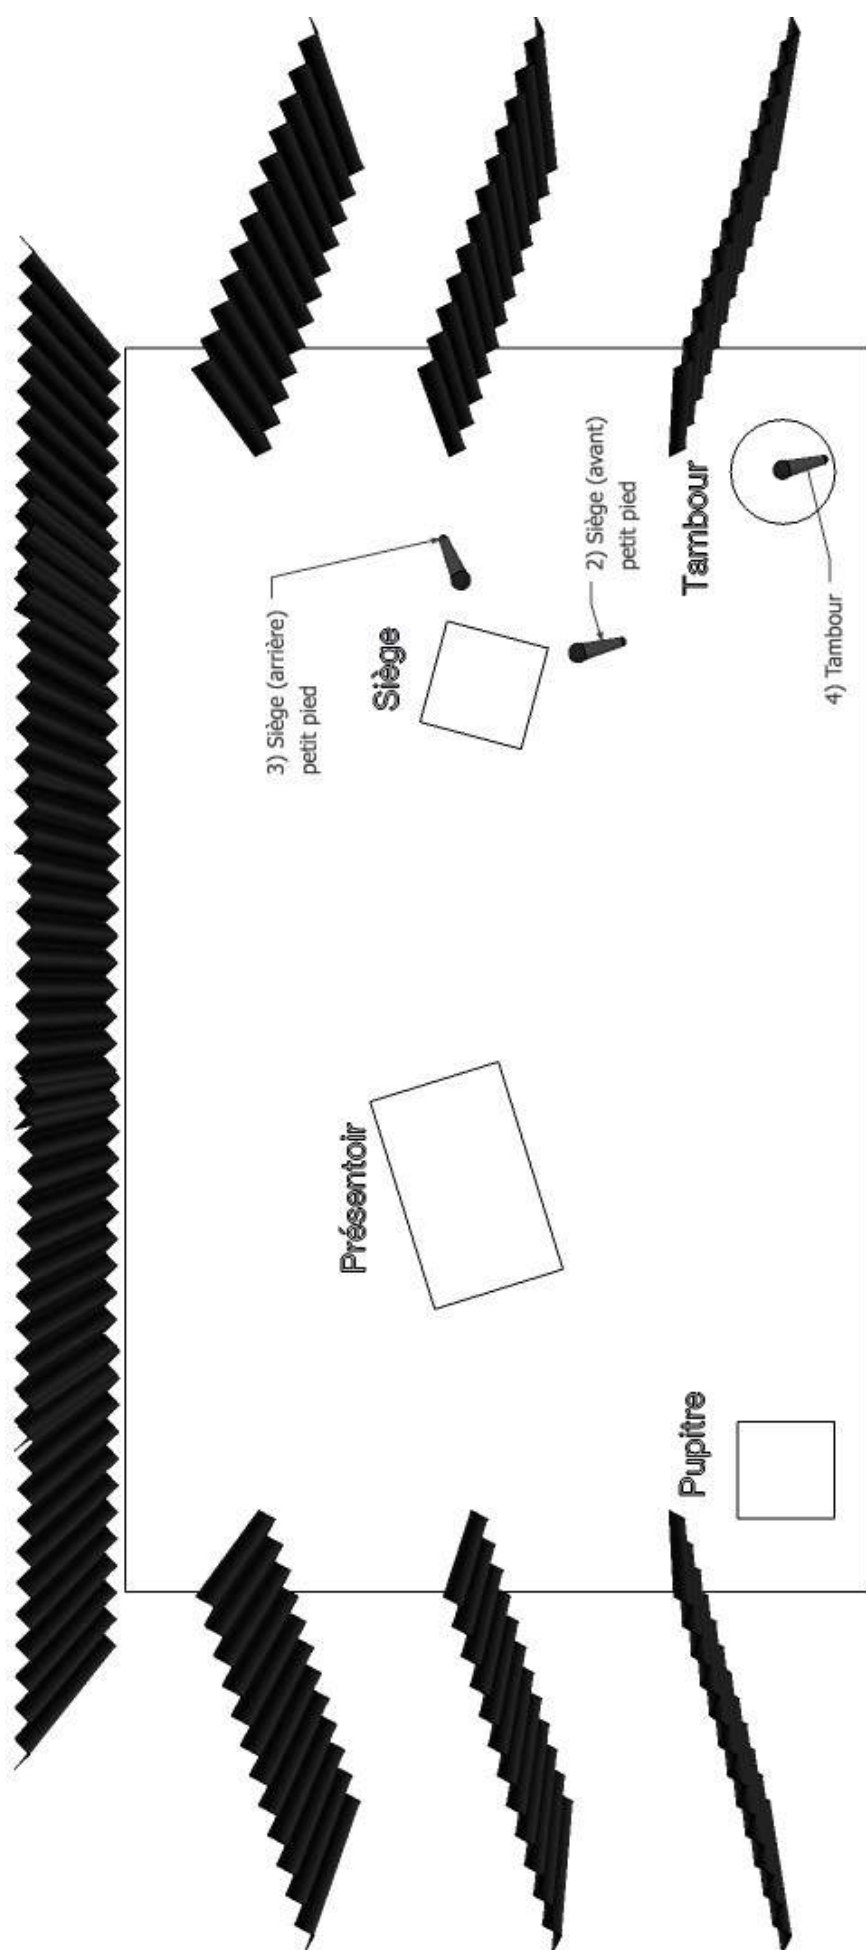 3) Siège (arrière)
petit pied
Siège
2) Siège (avant)
petit pied
Tambour
4) Tambour
Présentoir
Pupitre